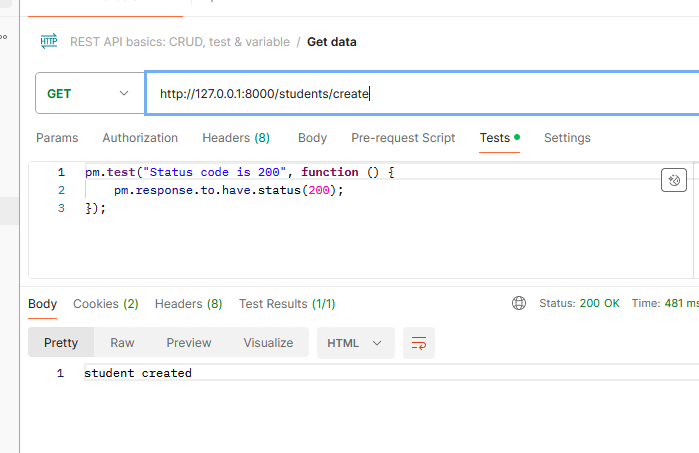 HTTP REST API basics: CRUD, test & variable / Get data
GET http://127.0.0.1:8000/students/create
Params Authorization Headers (8) Body Pre-request Script Tests Settings
1 pm.test("Status code is 200", function () {
2 pm.response.to.have.status(200);
3 });
Body Cookies (2) Headers (8) Test Results (1/1) Status: 200 OK Time: 481 ms
Pretty Raw Preview Visualize HTML
1 student created